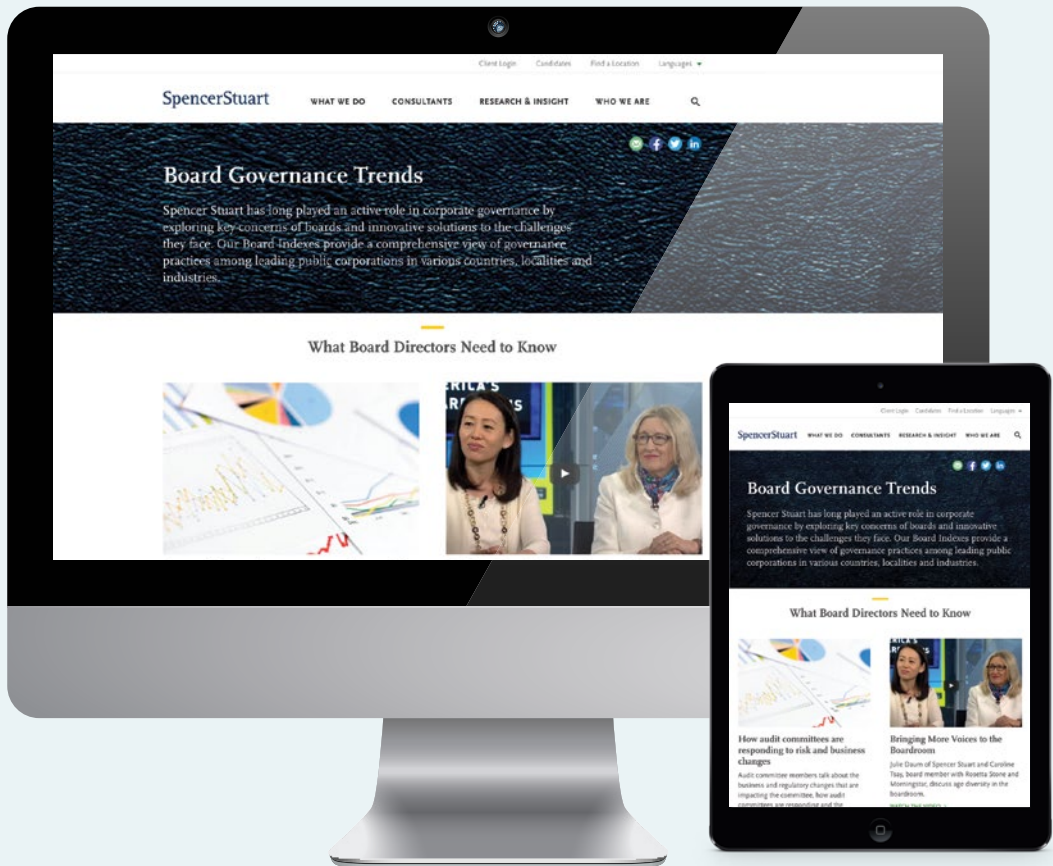 Client Login Candidates Find a Location Languages
SpencerStuart WHAT WE DO CONSULTANTS RESEARCH & INSIGHT WHO WE ARE
Board Governance Trends
Spencer Stuart has long played an active role in corporate governance by
exploring key concerns of boards and innovative solutions to the challenges
they face. Our Board Indexes provide a comprehensive view of governance
practices among leading public corporations in various countries, localities and
industries.
What Board Directors Need to Know
Client Login Candidates Find a Location Languages
SpencerStuart WHAT WE DO CONSULTANTS RESEARCH & INSIGHT WHO WE ARE
Board Governance Trends
Spencer Stuart has long played an active role in corporate
governance by exploring key concerns of boards and innovative
solutions to the challenges they face. Our Board Indexes provide a
comprehensive view of governance practices among leading public
corporations in various countries, localities and industries.
What Board Directors Need to Know
How audit committees are
responding to risk and business
changes
Audit committee members talk about the
business and regulatory changes that are
impacting the committee, how audit
committees are responding and the
Bringing More Voices to the
Boardroom
Julie Daum of Spencer Stuart and Caroline
Tsay, board member with Rosetta Stone and
Morningstar, discuss age diversity in the
boardroom.
WATCH THE VIDEO >